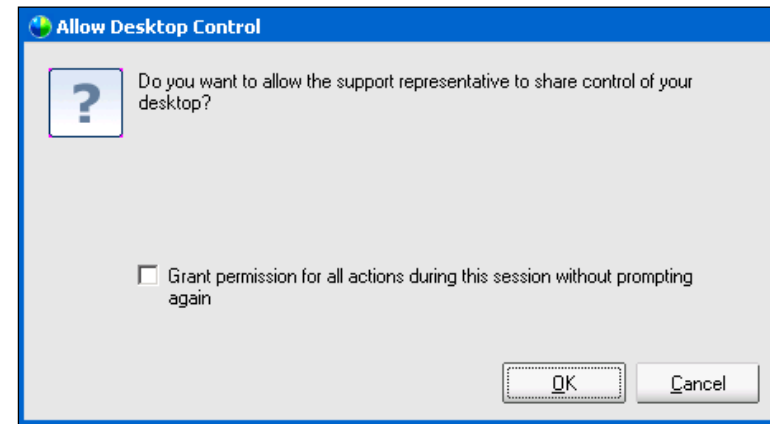 Allow Desktop Control
Do you want to allow the support representative to share control of your
desktop?
Grant permission for all actions during this session without prompting
again
OK
Cancel